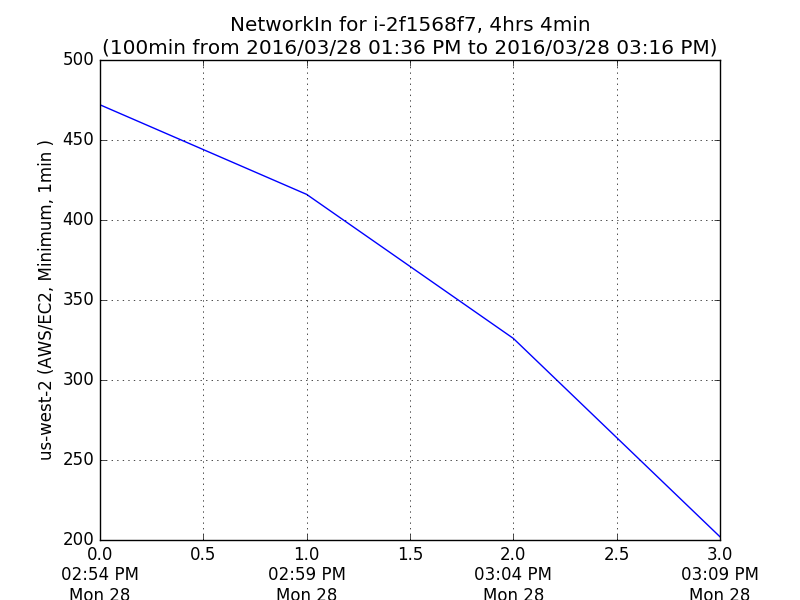 NetworkIn for i-2f1568f7, 4hrs 4min
(100min from 2016/03/28 01:36 PM to 2016/03/28 03:16 PM)
500
450
400
350
300
250
200
us-west-2 (AWS/EC2, Minimum, 1min )
0.0 0.5 1.0 1.5 2.0 2.5 3.0
02:54 PM 02:59 PM 03:04 PM 03:09 PM
Mon 28 Mon 28 Mon 28 Mon 28